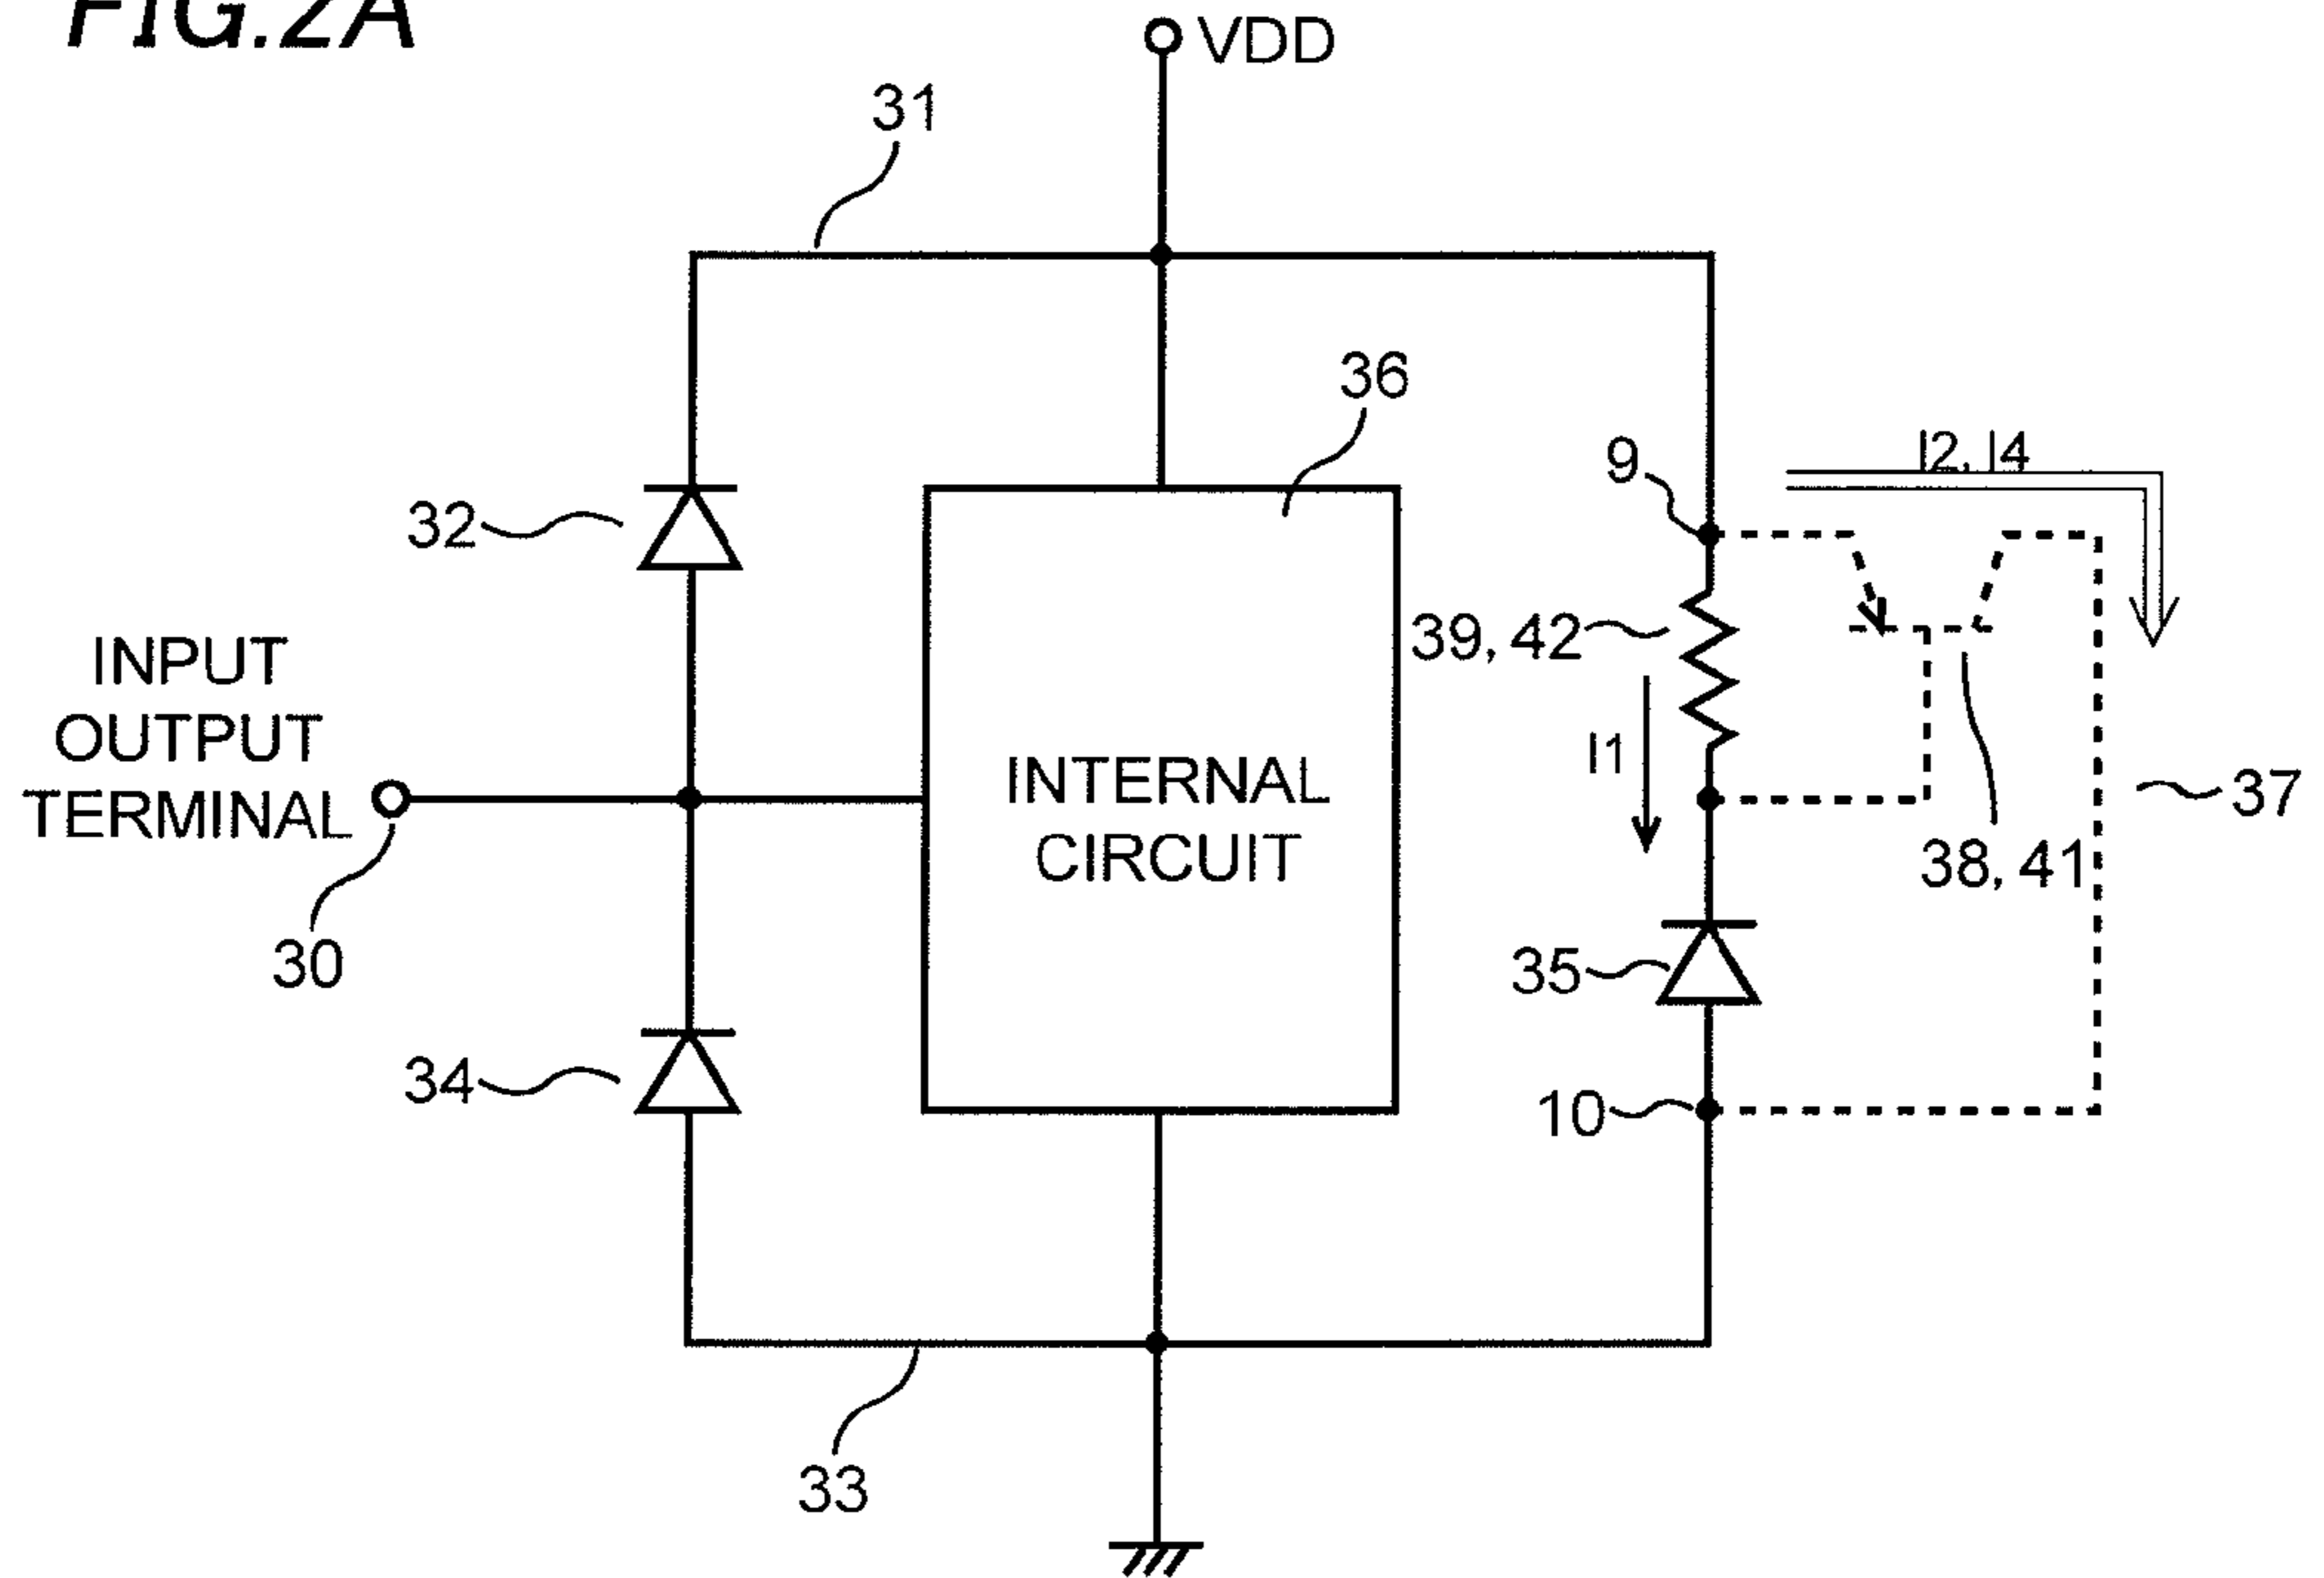 FIG.2A
VDD
31
36
9
I2, I4
32
39, 42
INPUT
OUTPUT
TERMINAL
I1
INTERNAL
CIRCUIT
37
38, 41
30
35
34
10
33